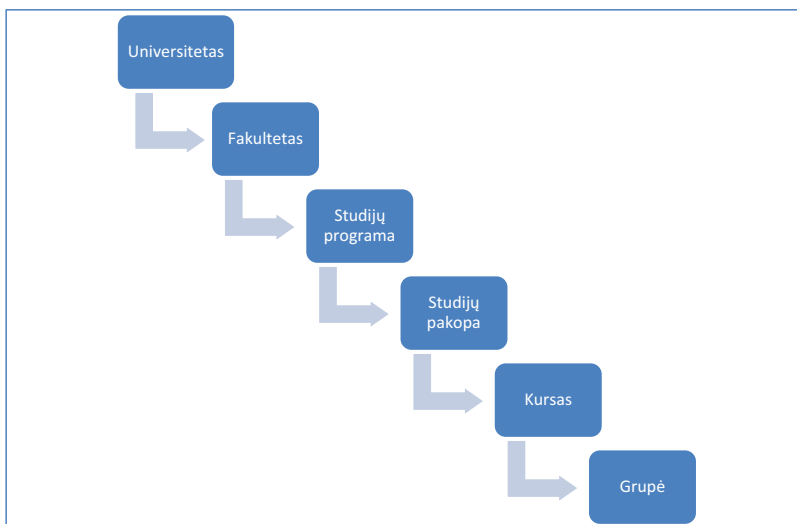 Universitetas
Fakultetas
Studijų
programa
Studijų
pakopa
Kursas
Grupė